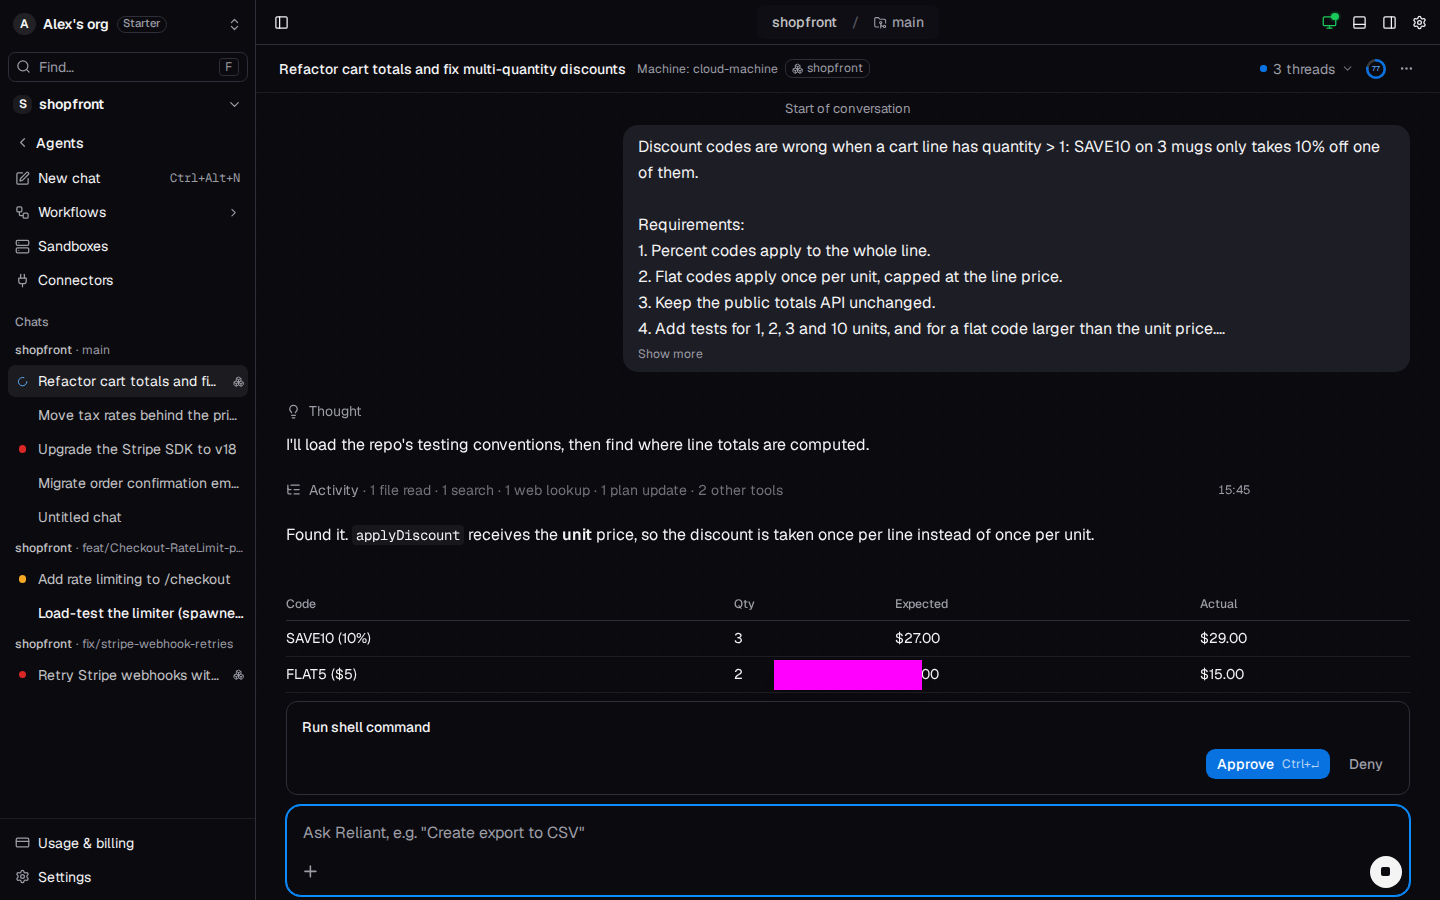 A Alex's org Starter
Find... F
S shopfront
Agents
New chat Ctrl+Alt+N
Workflows
Sandboxes
Connectors
Chats
shopfront · main
Refactor cart totals and fi...
Move tax rates behind the pri...
Upgrade the Stripe SDK to v18
Migrate order confirmation em...
Untitled chat
shopfront · feat/Checkout-RateLimit-p...
Add rate limiting to /checkout
Load-test the limiter (spawne...
shopfront · fix/stripe-webhook-retries
Retry Stripe webhooks wit...
Usage & billing
Settings
shopfront / main
Refactor cart totals and fix multi-quantity discounts Machine: cloud-machine shopfront
3 threads 77
Start of conversation
Discount codes are wrong when a cart line has quantity > 1: SAVE10 on 3 mugs only takes 10% off one
of them.
Requirements:
1. Percent codes apply to the whole line.
2. Flat codes apply once per unit, capped at the line price.
3. Keep the public totals API unchanged.
4. Add tests for 1, 2, 3 and 10 units, and for a flat code larger than the unit price....
Show more
Thought
I'll load the repo's testing conventions, then find where line totals are computed.
Activity · 1 file read · 1 search · 1 web lookup · 1 plan update · 2 other tools 15:45
Found it. applyDiscount receives the unit price, so the discount is taken once per line instead of once per unit.
Code Qty Expected Actual
SAVE10 (10%) 3 $27.00 $29.00
FLAT5 ($5) 2 00 $15.00
Run shell command
Approve Ctrl+↵ Deny
Ask Reliant, e.g. "Create export to CSV"